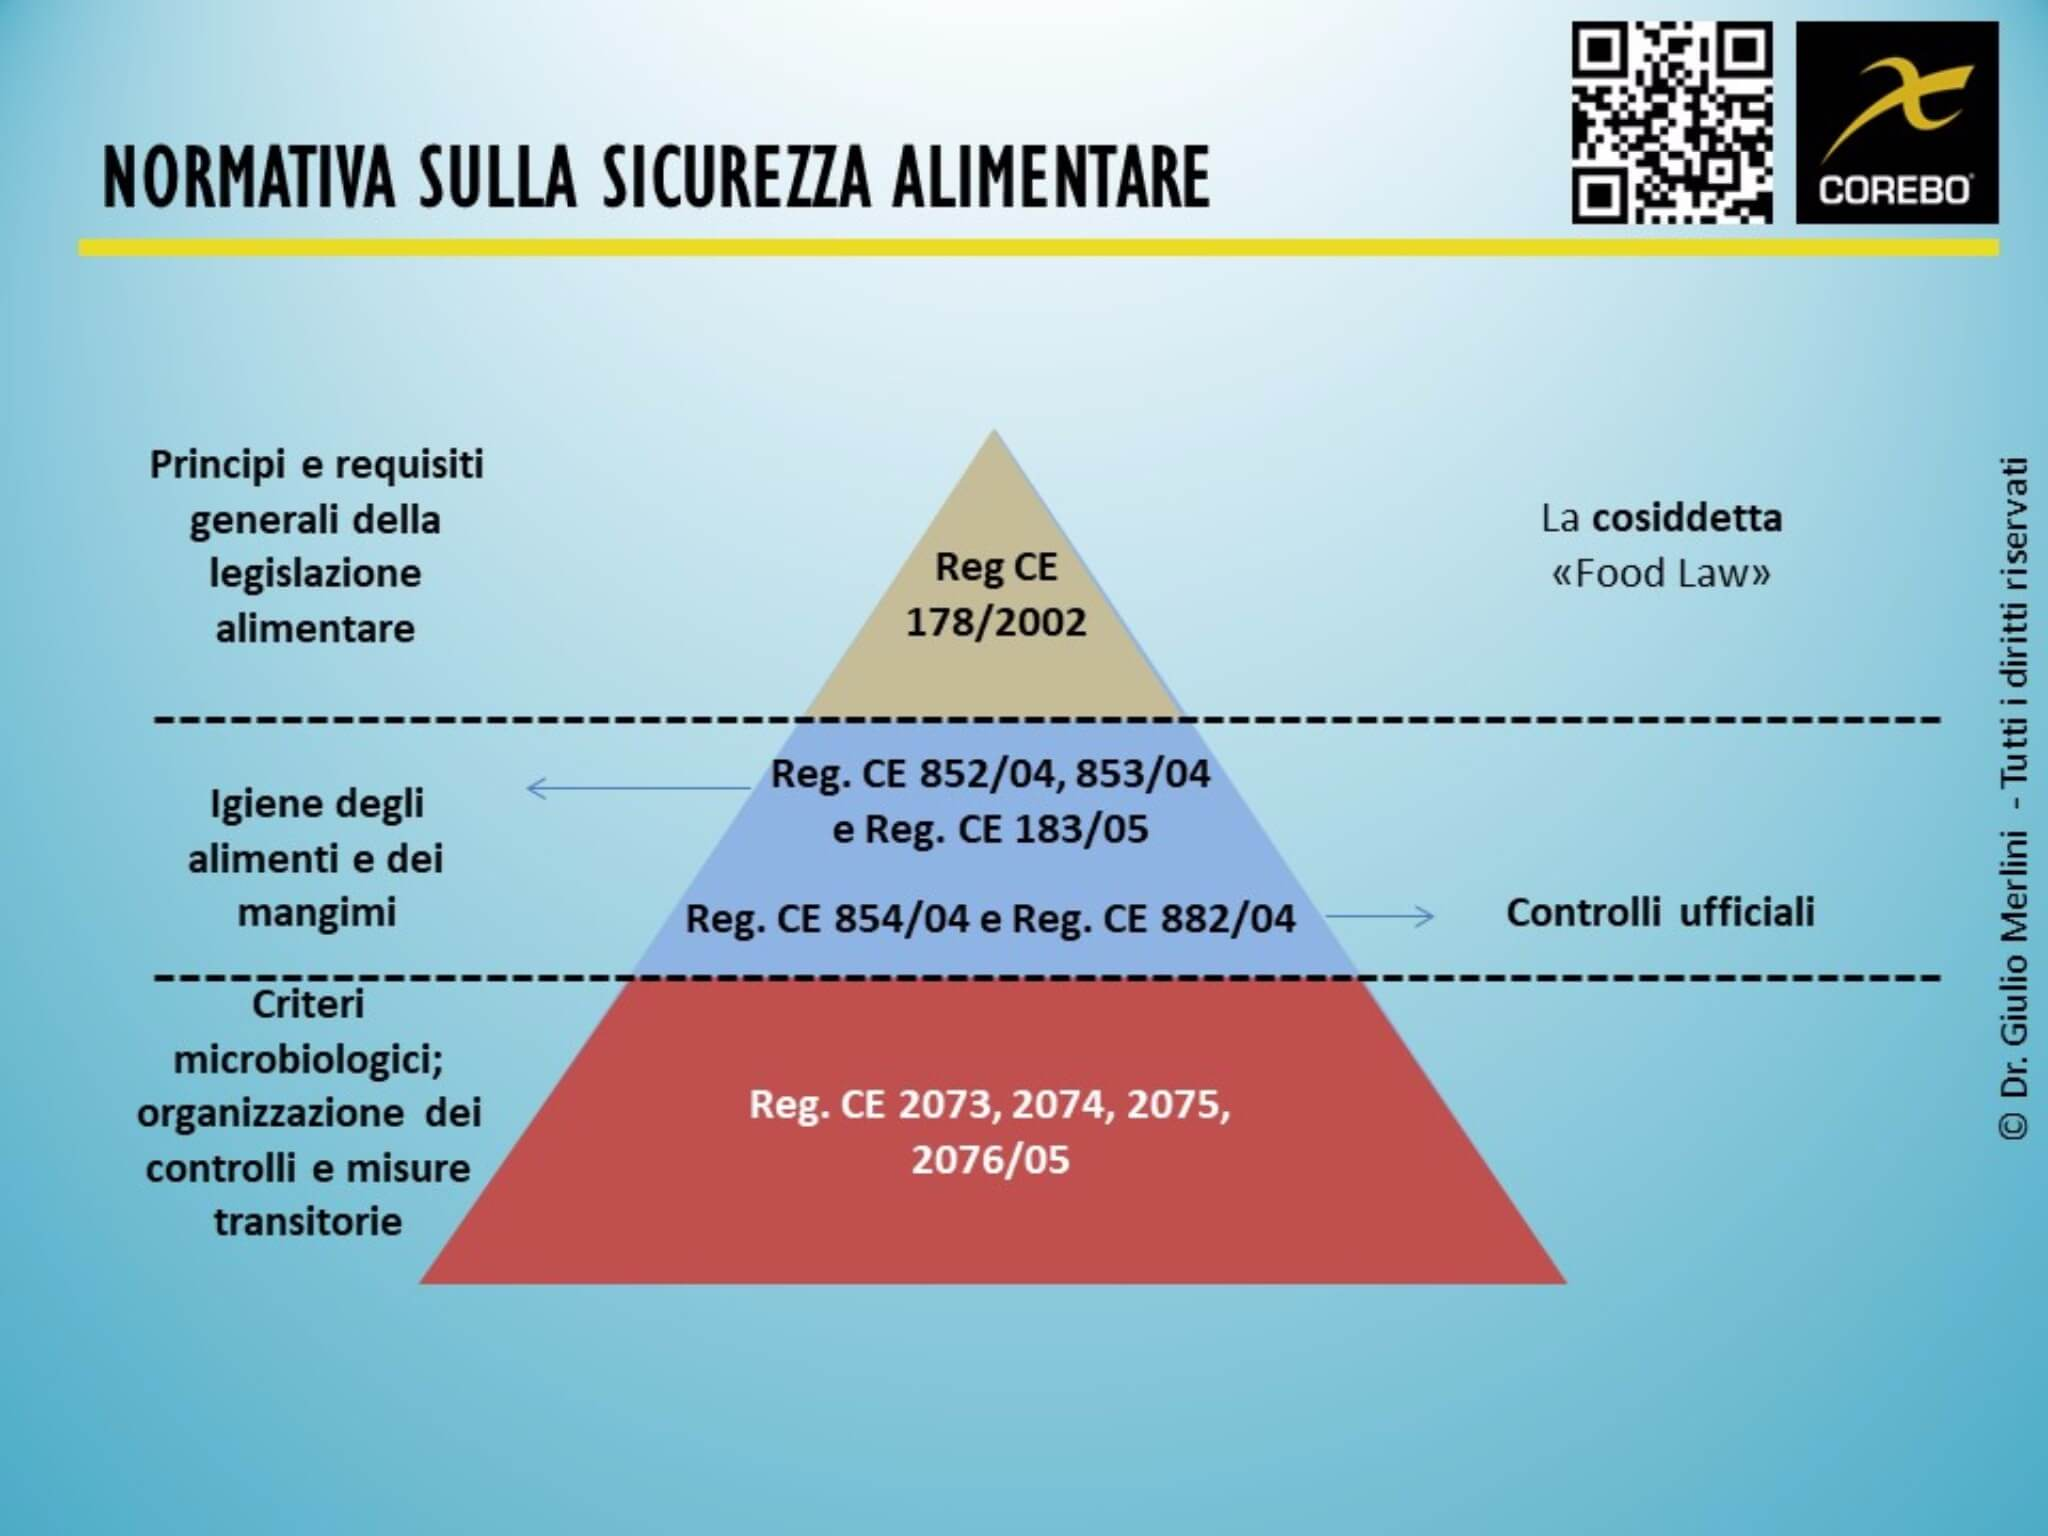 NORMATIVA SULLA SICUREZZA ALIMENTARE
COREBO®
Principi e requisiti
generali della
legislazione
alimentare
Reg CE
178/2002
La cosiddetta
«Food Law»
Igiene degli
alimenti e dei
mangimi
Reg. CE 852/04, 853/04
e Reg. CE 183/05
Reg. CE 854/04 e Reg. CE 882/04
Controlli ufficiali
Criteri
microbiologici;
organizzazione dei
controlli e misure
transitorie
Reg. CE 2073, 2074, 2075,
2076/05
© Dr. Giulio Merlini - Tutti i diritti riservati